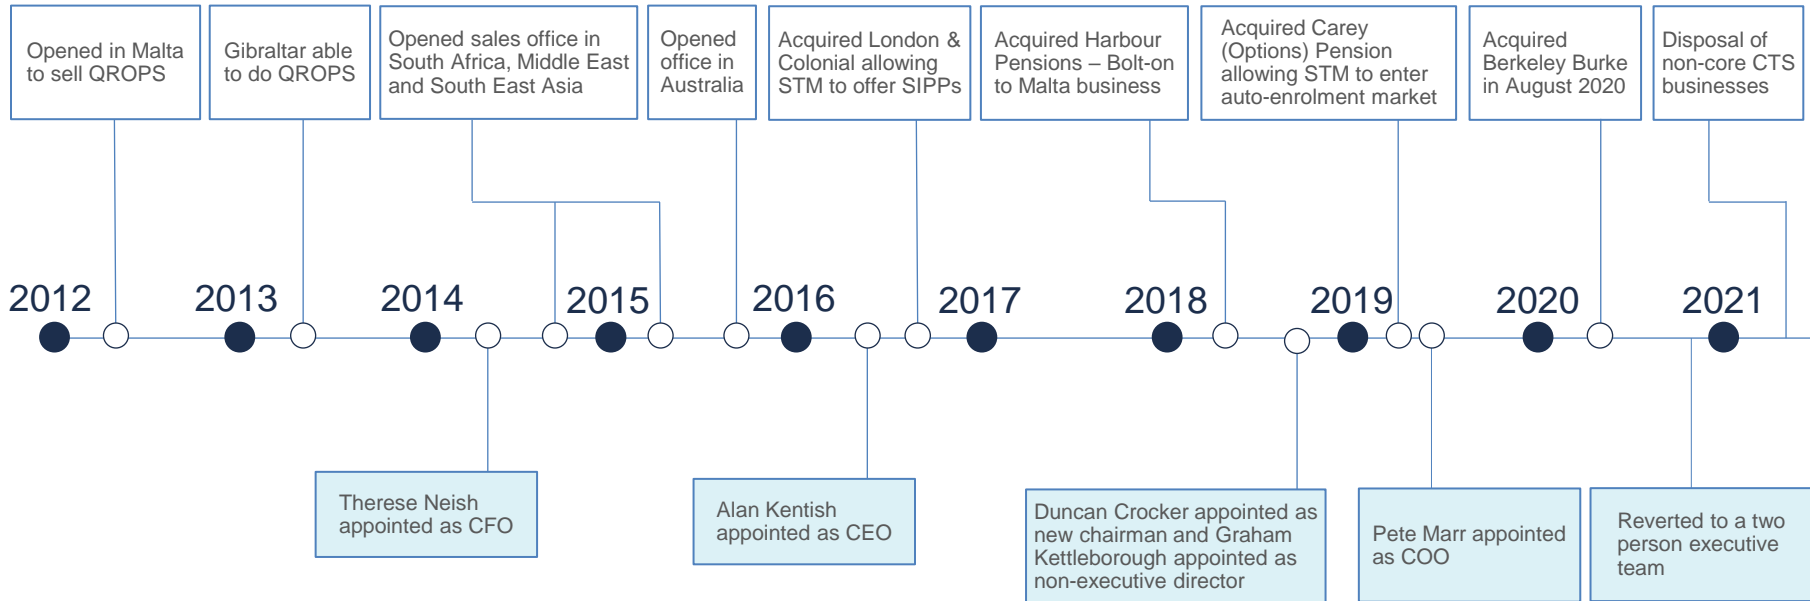 Opened in Malta
to sell QROPS
Gibraltar able
to do QROPS
Opened sales office in
South Africa, Middle East
and South East Asia
Opened
office in
Australia
Acquired London &
Colonial allowing
STM to offer SIPPs
Acquired Harbour
Pensions – Bolt-on
to Malta business
Acquired Carey
(Options) Pension
allowing STM to enter
auto-enrolment market
Acquired
Berkeley Burke
in August 2020
Disposal of
non-core CTS
businesses
2012
2013
2014
2015
2016
2017
2018
2019
2020
2021
Therese Neish
appointed as CFO
Alan Kentish
appointed as CEO
Duncan Crocker appointed as
new chairman and Graham
Kettleborough appointed as
non-executive director
Pete Marr appointed
as COO
Reverted to a two
person executive
team